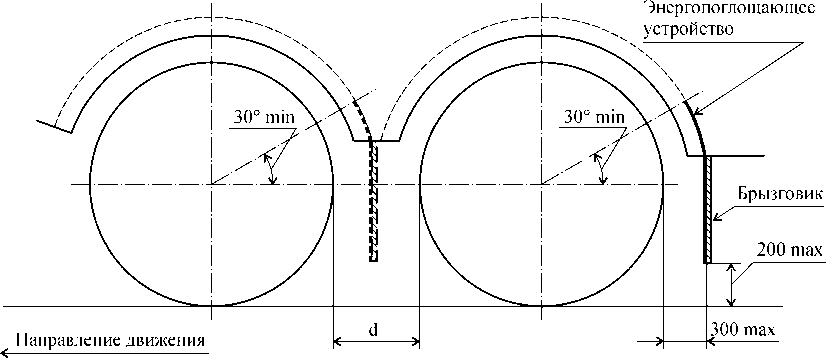 Энергопоглощающее
устройство
30° min
30° min
Брызговик
200 max
d
300 max
Направление движения